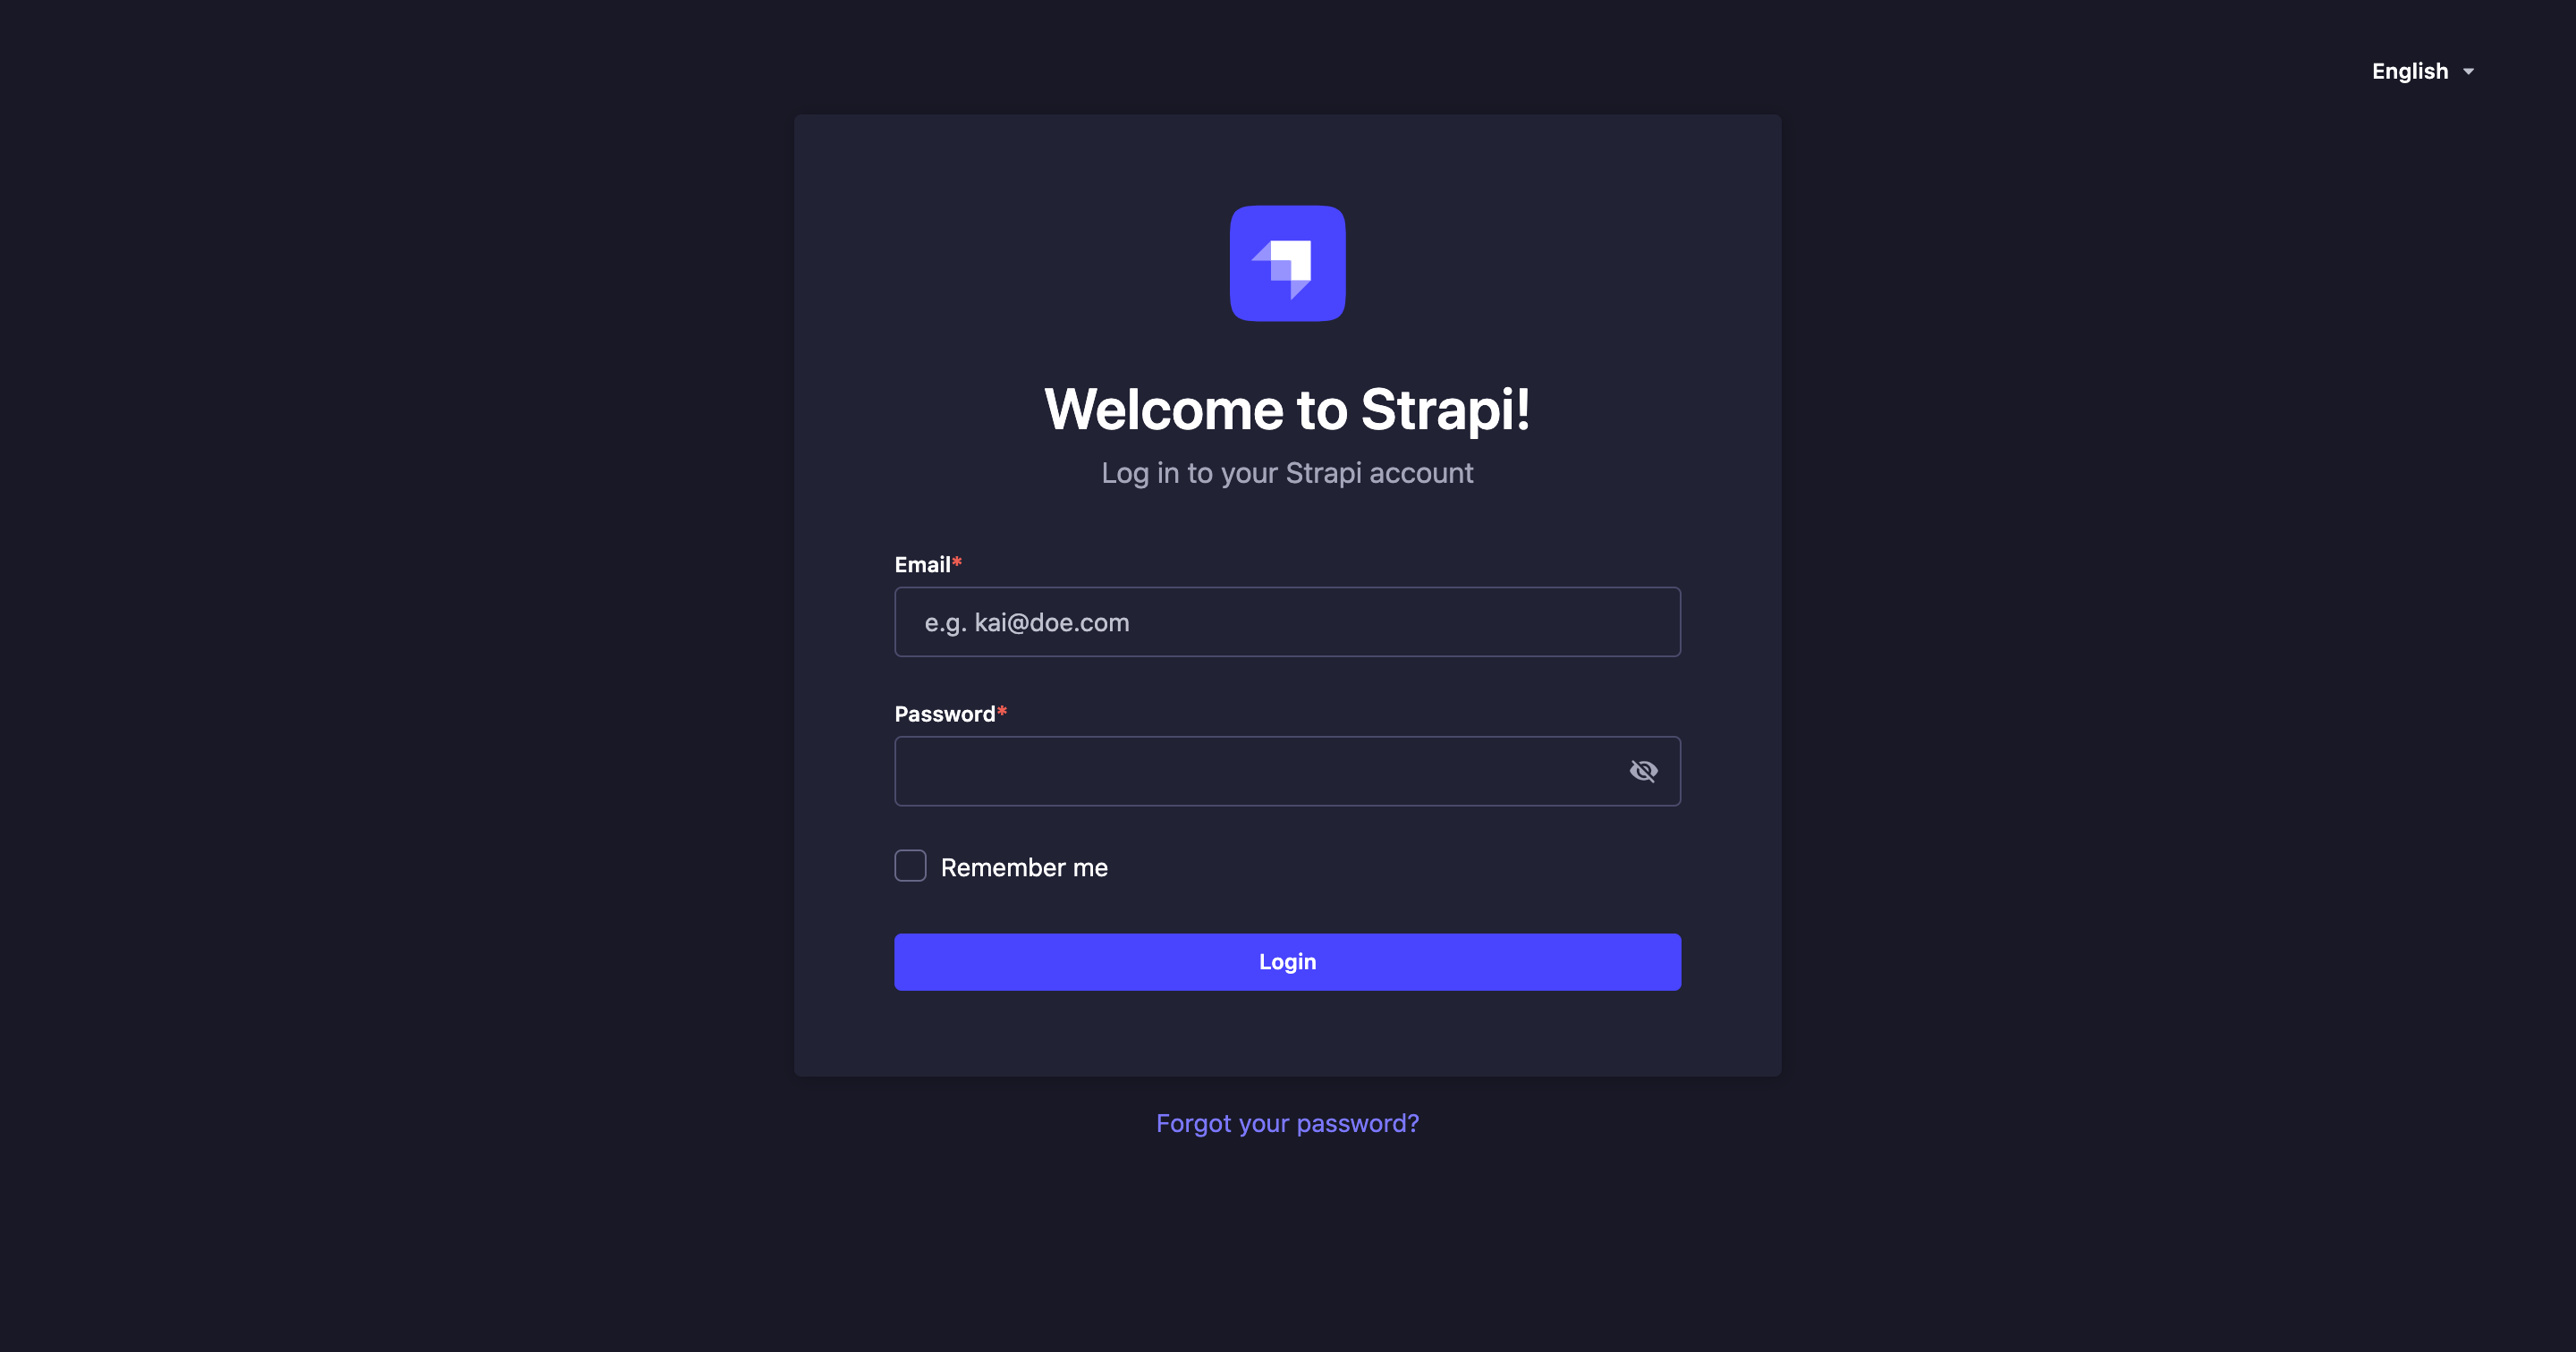 English
Welcome to Strapi!
Log in to your Strapi account
Email*
e.g. kai@doe.com
Password*
Remember me
Login
Forgot your password?